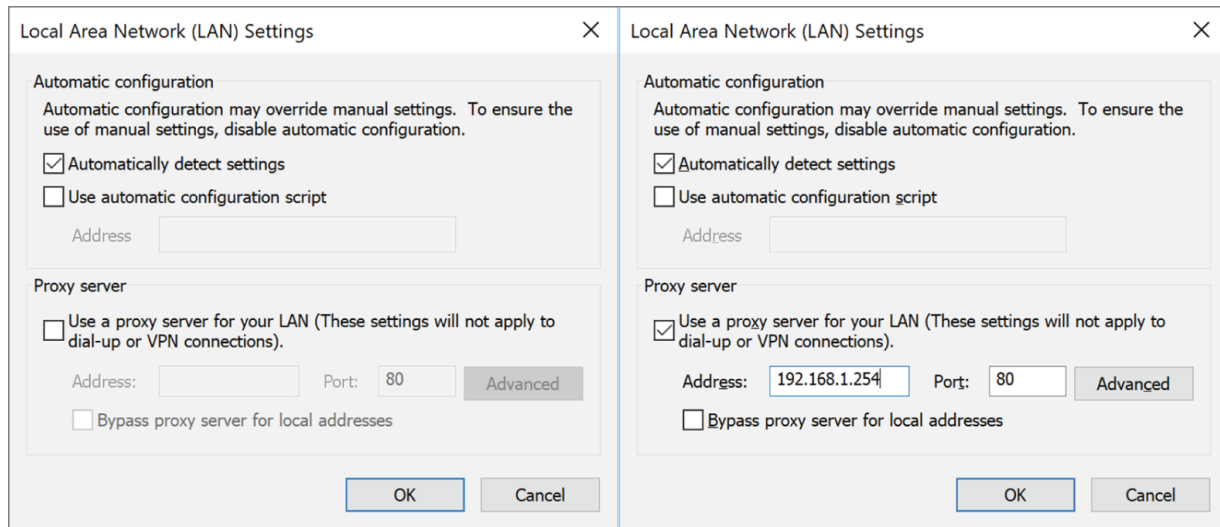 Local Area Network (LAN) Settings
Automatic configuration
Automatic configuration may override manual settings. To ensure the
use of manual settings, disable automatic configuration.
Automatically detect settings
Use automatic configuration script
Address
Proxy server
Use a proxy server for your LAN (These settings will not apply to
dial-up or VPN connections).
Address:
Port: 80
Advanced
Bypass proxy server for local addresses
OK
Cancel
Local Area Network (LAN) Settings
Automatic configuration
Automatic configuration may override manual settings. To ensure the
use of manual settings, disable automatic configuration.
Automatically detect settings
Use automatic configuration script
Address
Proxy server
Use a proxy server for your LAN (These settings will not apply to
dial-up or VPN connections).
Address: 192.168.1.254
Port: 80
Advanced
Bypass proxy server for local addresses
OK
Cancel